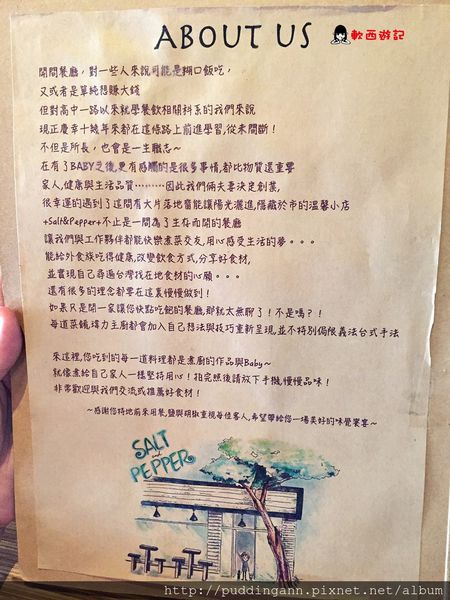 ABOUT US
軟西遊記
開間餐廳，對一些人來說可能是糊口飯吃，
又或者是單純想賺大錢
但對高中一路以來就學餐飲相關科系的我們來說
現正慶幸十幾年來都在這條路上前進學習，從未間斷！
不但是所長，也會是一生職志~
在有了BABY之後，更有感觸的是很多事情，都比物質還重要
家人，健康與生活品質………因此我們倆夫妻決定創業，
很幸運的遇到了這間有大片落地窗能讓陽光灑進，隱藏於市的溫馨小店
+Salt&Pepper+不止是一間為了生存而開的餐廳
讓我們與工作夥伴都能快樂煮菜交友，用心感受生活的夢。。。
能給外食族吃得健康，改變飲食方式，分享好食材，
並實現自己尋遍台灣找在地食材的心願。。。
還有很多的理念都要在這裏慢慢做到！
如果只是開一家讓您快點吃飽的餐廳，那就太無聊了！不是嗎？！
每道菜餚，瑋力主廚都會加入自己想法與技巧重新呈現，並不特別侷限義法台式手法
來這裡，您吃到的每一道料理都是煮廚的作品與Baby~
就像煮給自己家人一樣堅持用心！拍完照後請放下手機，慢慢品味！
非常歡迎與我們交流或推薦好食材！
~感謝您特地前來用餐，鹽與胡椒重視每位客人，希望帶給您一場美好的味覺饗宴~
SALT
~
PEPPER
http://puddingann.pixnet.net/album